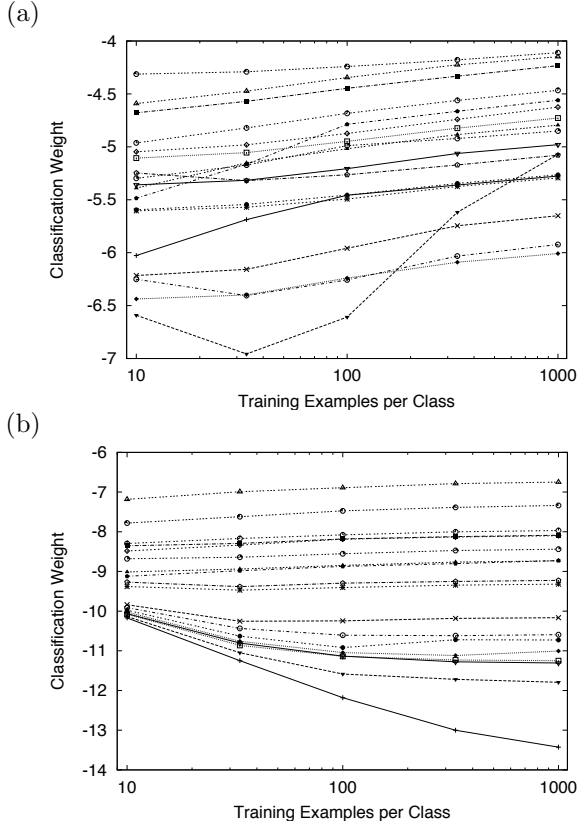 (a)
-4
-4.5
-5
-5.5
-6
-6.5
-7
Classification Weight
10 100 1000
Training Examples per Class
(b)
-6
-7
-8
-9
-10
-11
-12
-13
-14
Classification Weight
10 100 1000
Training Examples per Class